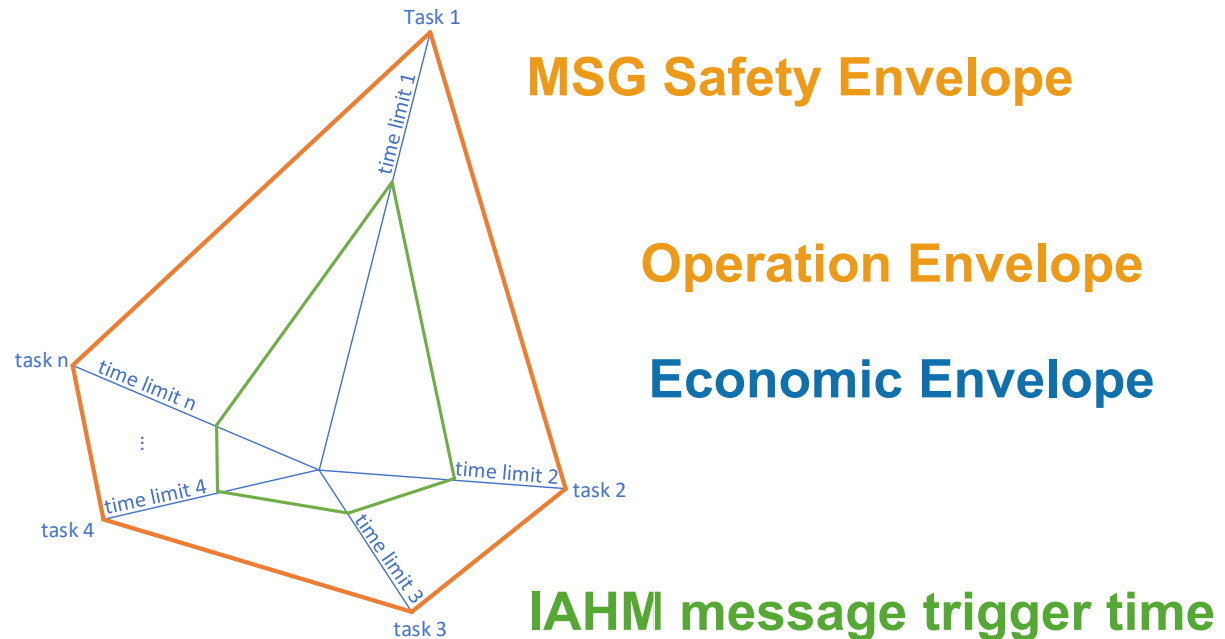 Task 1
MSG Safety Envelope
time limit 1
Operation Envelope
task n
time limit n
Economic Envelope
⋮
time limit 2
task 2
time limit 4
task 4
time limit 3
task 3
IAHM message trigger time